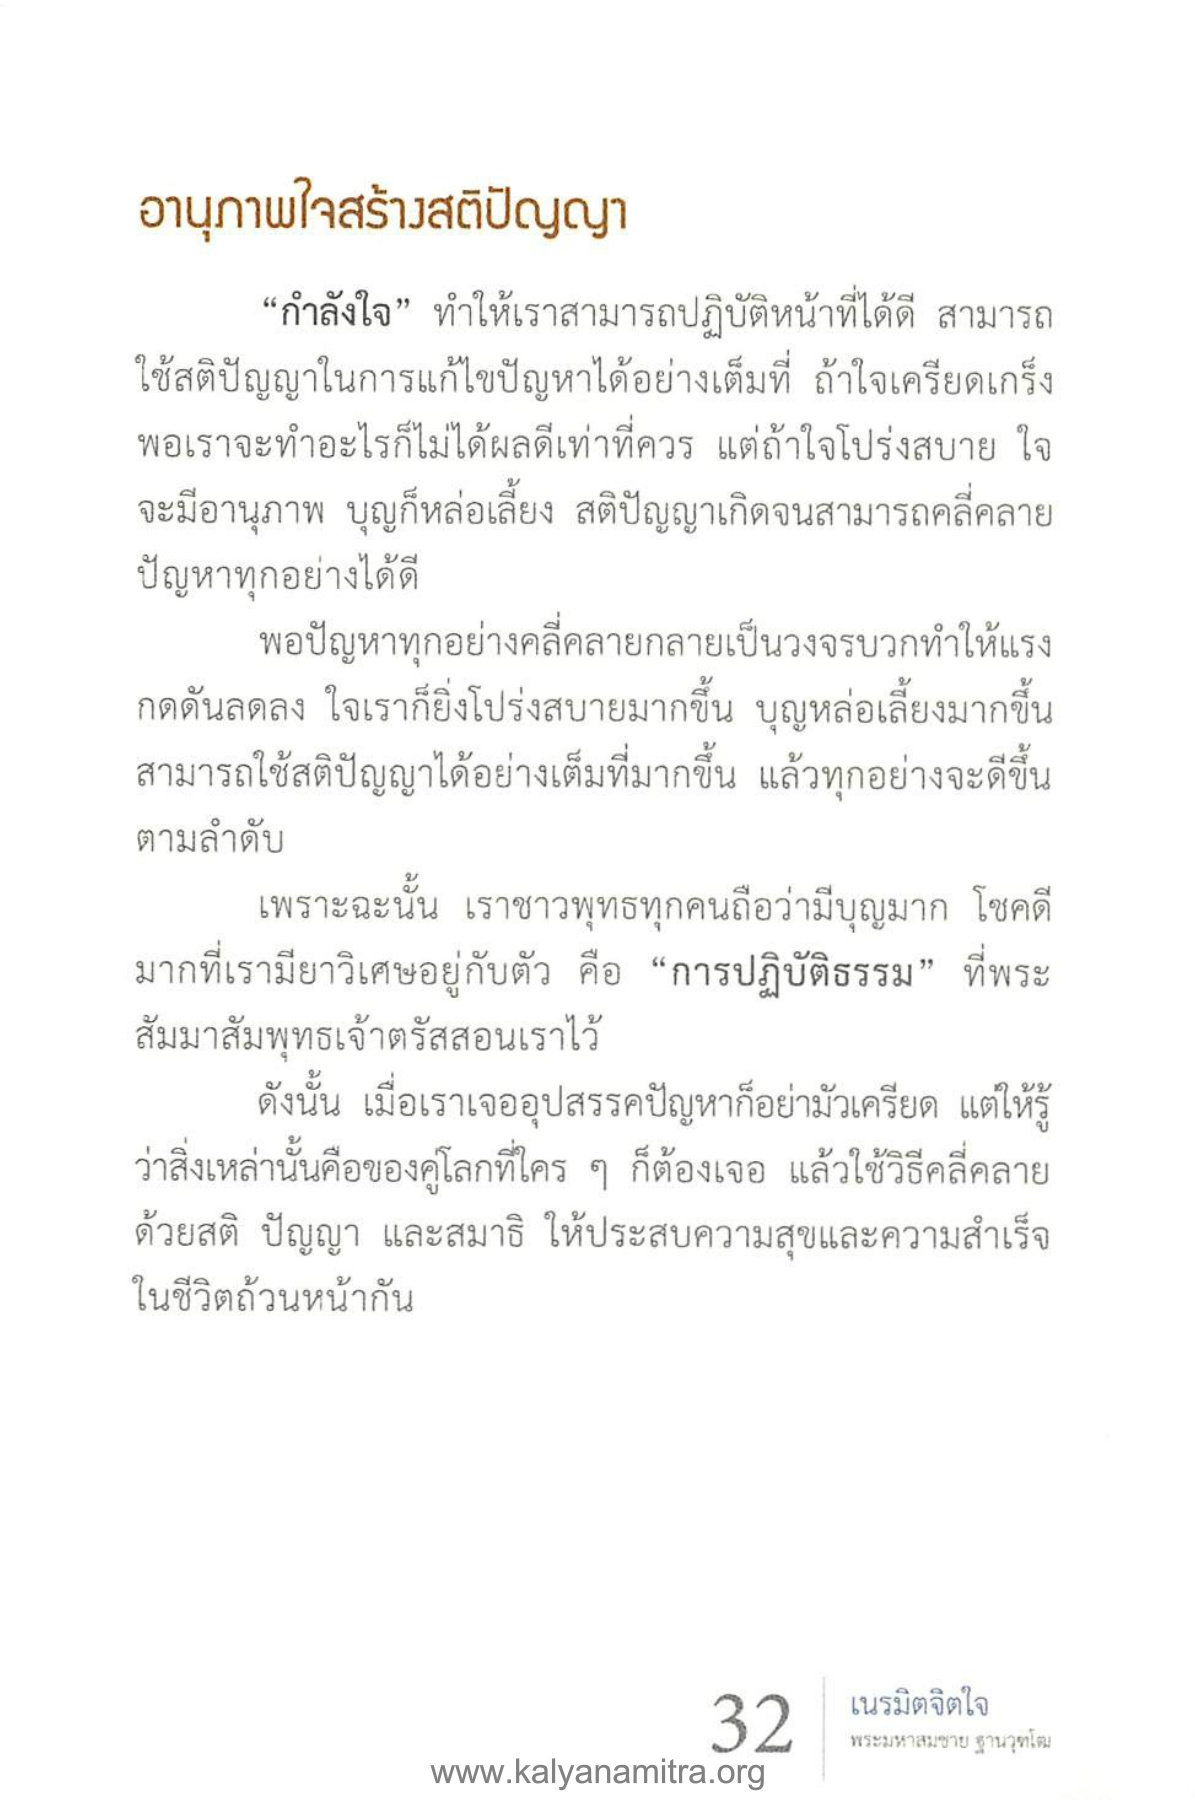 อานุภาพใจสร้างสติปัญญา
“กำลังใจ” ทำให้เราสามารถปฏิบัติหน้าที่ได้ดี สามารถ
ใช้สติปัญญาในการแก้ไขปัญหาได้อย่างเต็มที่ ถ้าใจเครียดเกร็ง
พอเราจะทำอะไรก็ไม่ได้ผลดีเท่าที่ควร แต่ถ้าใจโปร่งสบาย ใจ
จะมีอานุภาพ บุญก็หล่อเลี้ยง สติปัญญาเกิดจนสามารถคลี่คลาย
ปัญหาทุกอย่างได้ดี
พอปัญหาทุกอย่างคลี่คลายกลายเป็นวงจรบวกทำให้แรง
กดดันลดลง ใจเราก็ยิ่งโปร่งสบายมากขึ้น บุญหล่อเลี้ยงมากขึ้น
สามารถใช้สติปัญญาได้อย่างเต็มที่มากขึ้น แล้วทุกอย่างจะดีขึ้น
ตามลำดับ
เพราะฉะนั้น เราชาวพุทธทุกคนถือว่ามีบุญมาก โชคดี
มากที่เรามียาวิเศษอยู่กับตัว คือ “การปฏิบัติธรรม” ที่พระ
สัมมาสัมพุทธเจ้าตรัสสอนเราไว้
ดังนั้น เมื่อเราเจออุปสรรคปัญหาก็อย่ามัวเครียด แต่ให้รู้
ว่าสิ่งเหล่านั้นคือของคู่โลกที่ใคร ๆ ก็ต้องเจอ แล้วใช้วิธีคลี่คลาย
ด้วยสติ ปัญญา และสมาธิ ให้ประสบความสุขและความสำเร็จ
ในชีวิตถ้วนหน้ากัน
32
เนรมิตจิตใจ
พระมหาสมชาย ฐานวุฑโฒ
www.kalyanamitra.org